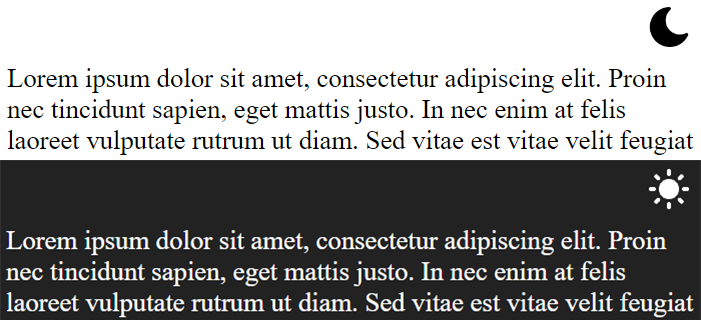 Lorem ipsum dolor sit amet, consectetur adipiscing elit. Proin
nec tincidunt sapien, eget mattis justo. In nec enim at felis
laoreet vulputate rutrum ut diam. Sed vitae est vitae velit feugiat
Lorem ipsum dolor sit amet, consectetur adipiscing elit. Proin
nec tincidunt sapien, eget mattis justo. In nec enim at felis
laoreet vulputate rutrum ut diam. Sed vitae est vitae velit feugiat